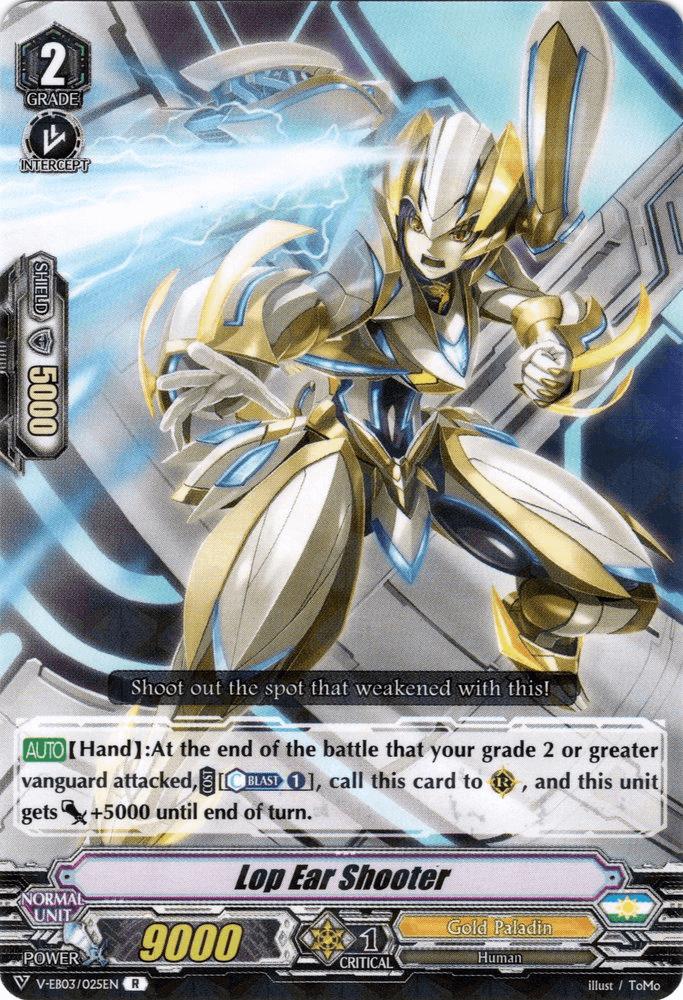 2
GRADE
INTERCEPT
SHIELD
5000
Shoot out the spot that weakened with this!
AUTO【Hand】:At the end of the battle that your grade 2 or greater
vanguard attacked, COST [C BLAST 1], call this card to R , and this unit
gets +5000 until end of turn.
Lop Ear Shooter
NORMAL
UNIT
POWER 9000
1
CRITICAL
Gold Paladin
Human
V-EB03/025EN R
illust / ToMo